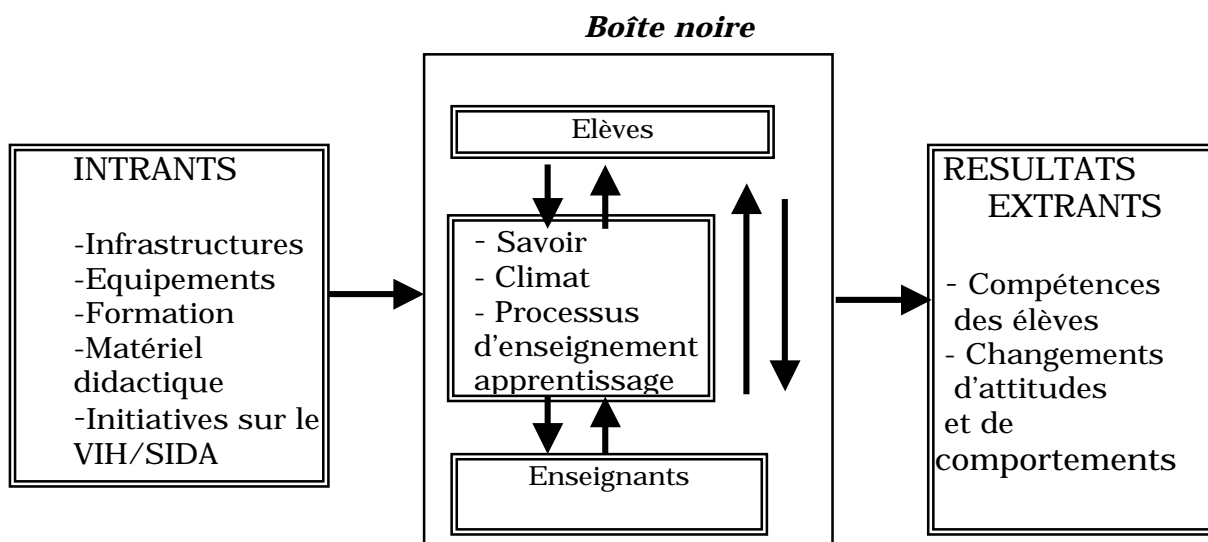 Boîte noire
Elèves
INTRANTS
-Infrastructures
-Equipements
-Formation
-Matériel
didactique
-Initiatives sur le
VIH/SIDA
- Savoir
- Climat
- Processus
d'enseignement
apprentissage
Enseignants
RESULTATS
EXTRANTS
- Compétences
des élèves
- Changements
d'attitudes
et de
comportements